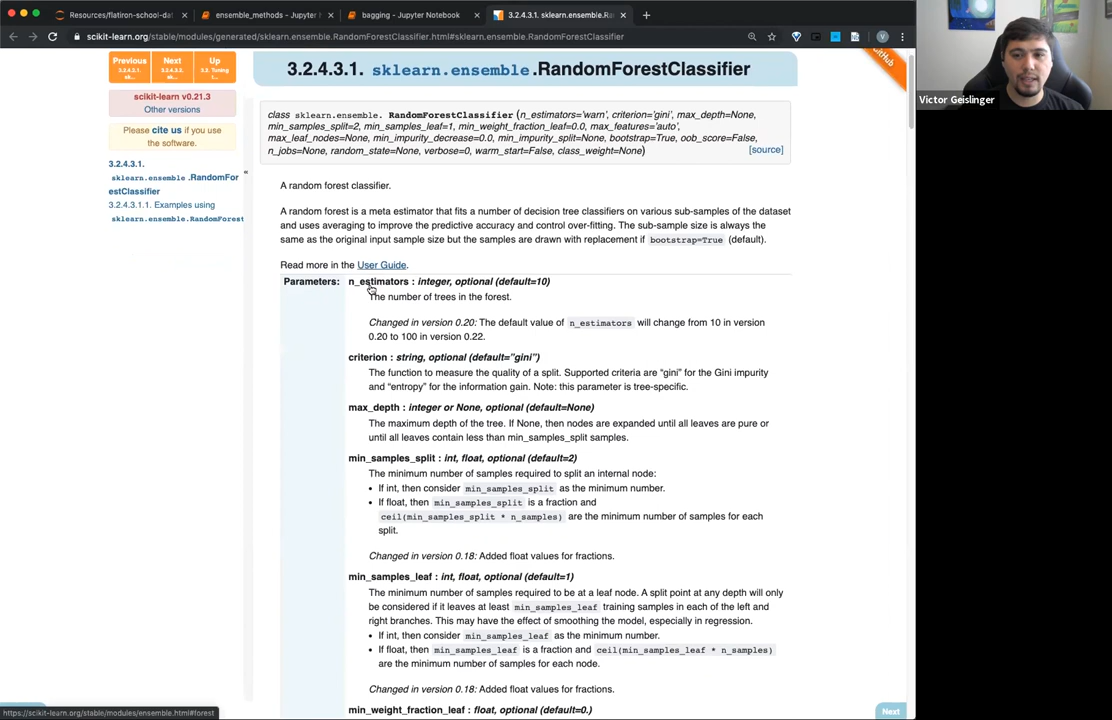 Resources/flatiron-school-dat
ensemble_methods – Jupyter N
bagging - Jupyter Notebook
3.2.4.3.1. sklearn.ensemble.Ra
scikit-learn.org/stable/modules/generated/sklearn.ensemble.RandomForestClassifier.html#sklearn.ensemble.RandomForestClassifier
V
Previous
3.2.4.3.
sk...
Next
3.2.4.3.
sk...
Up
3.2. Tuning
t...
scikit-learn v0.21.3
Other versions
Please cite us if you use
the software.
3.2.4.3.1.
sklearn.ensemble.RandomFor
estClassifier
3.2.4.3.1.1. Examples using
sklearn.ensemble.RandomForest
«
3.2.4.3.1. sklearn.ensemble.RandomForestClassifier
class sklearn.ensemble. RandomForestClassifier (n_estimators='warn', criterion='gini', max_depth=None,
min_samples_split=2, min_samples_leaf=1, min_weight_fraction_leaf=0.0, max_features='auto',
max_leaf_nodes=None, min_impurity_decrease=0.0, min_impurity_split=None, bootstrap=True, oob_score=False,
n_jobs=None, random_state=None, verbose=0, warm_start=False, class_weight=None) [source]
A random forest classifier.
A random forest is a meta estimator that fits a number of decision tree classifiers on various sub-samples of the dataset
and uses averaging to improve the predictive accuracy and control over-fitting. The sub-sample size is always the
same as the original input sample size but the samples are drawn with replacement if bootstrap=True (default).
Read more in the User Guide.
Parameters: n_estimators : integer, optional (default=10)
The number of trees in the forest.
Changed in version 0.20: The default value of n_estimators will change from 10 in version
0.20 to 100 in version 0.22.
criterion : string, optional (default="gini")
The function to measure the quality of a split. Supported criteria are “gini” for the Gini impurity
and “entropy” for the information gain. Note: this parameter is tree-specific.
max_depth : integer or None, optional (default=None)
The maximum depth of the tree. If None, then nodes are expanded until all leaves are pure or
until all leaves contain less than min_samples_split samples.
min_samples_split : int, float, optional (default=2)
The minimum number of samples required to split an internal node:
• If int, then consider min_samples_split as the minimum number.
• If float, then min_samples_split is a fraction and
ceil(min_samples_split * n_samples) are the minimum number of samples for each
split.
Changed in version 0.18: Added float values for fractions.
min_samples_leaf : int, float, optional (default=1)
The minimum number of samples required to be at a leaf node. A split point at any depth will only
be considered if it leaves at least min_samples_leaf training samples in each of the left and
right branches. This may have the effect of smoothing the model, especially in regression.
• If int, then consider min_samples_leaf as the minimum number.
• If float, then min_samples_leaf is a fraction and ceil(min_samples_leaf * n_samples)
are the minimum number of samples for each node.
Changed in version 0.18: Added float values for fractions.
min_weight_fraction_leaf : float, optional (default=0.)
https://scikit-learn.org/stable/modules/ensemble.html#forest
Next
Victor Geislinger